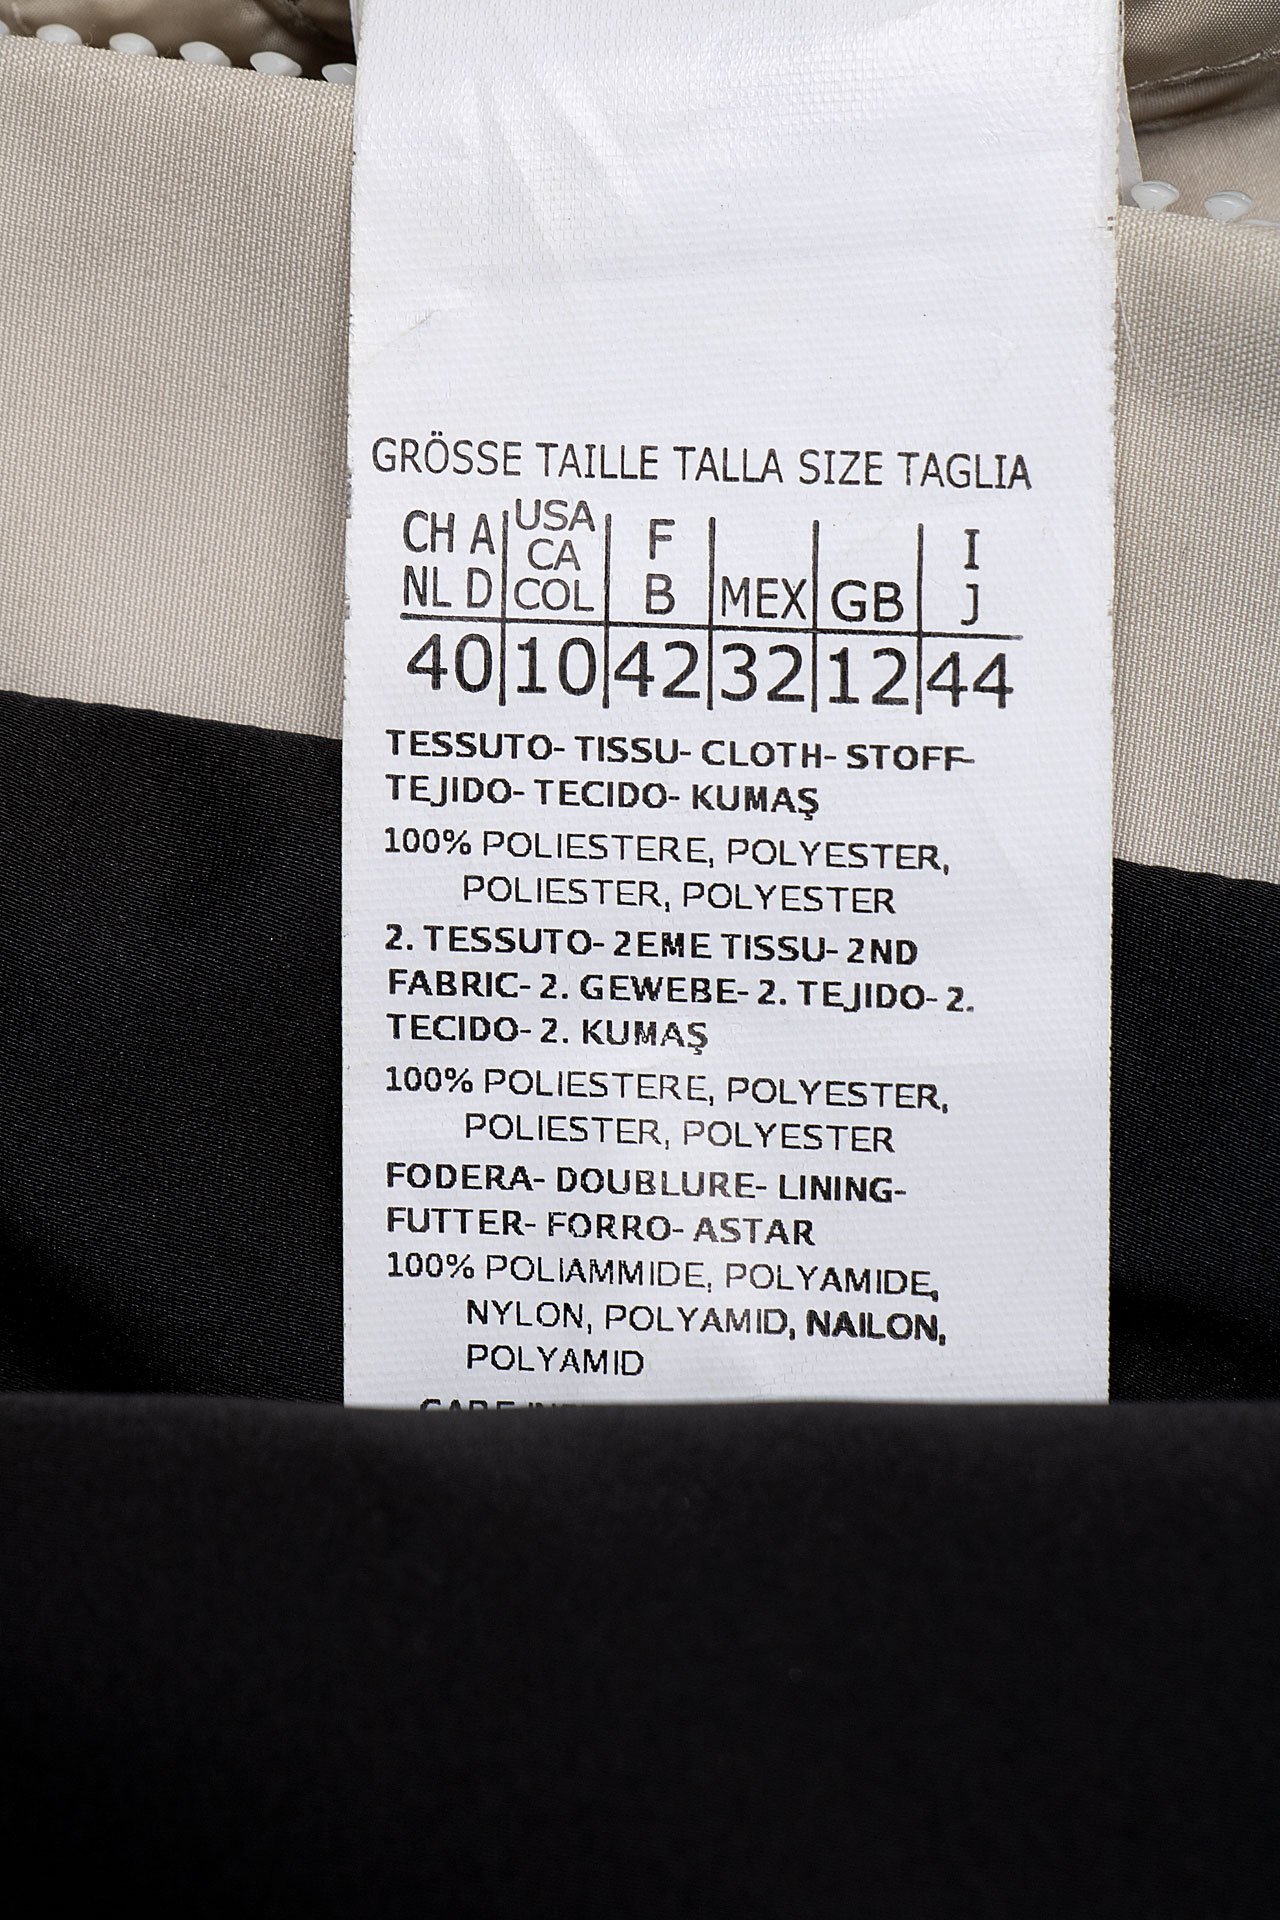 GRÖSSE TAILLE TALLA SIZE TAGLIA
CH A USA F I
CA
NL D COL B MEX GB J
40 10 42 32 12 44
TESSUTO- TISSU- CLOTH- STOFF-
TEJIDO- TECIDO- KUMAŞ
100% POLIESTERE, POLYESTER,
POLIESTER, POLYESTER
2. TESSUTO- 2EME TISSU- 2ND
FABRIC- 2. GEWEBE- 2. TEJIDO- 2.
TECIDO- 2. KUMAŞ
100% POLIESTERE, POLYESTER,
POLIESTER, POLYESTER
FODERA- DOUBLURE- LINING-
FUTTER- FORRO- ASTAR
100% POLIAMMIDE, POLYAMIDE,
NYLON, POLYAMID, NAILON,
POLYAMID
CARE